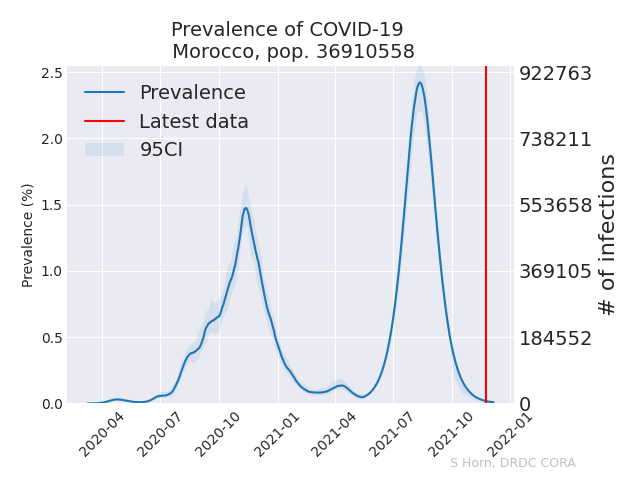 Prevalence of COVID-19
Morocco, pop. 36910558
Prevalence
Latest data
95CI
Prevalence (%)
2.5
2.0
1.5
1.0
0.5
0.0
922763
738211
553658
369105
184552
0
# of infections
2020-04
2020-07
2020-10
2021-01
2021-04
2021-07
2021-10
2022-01
S Horn, DRDC CORA